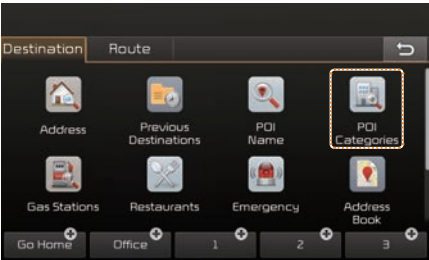 Destination Route
Address Previous Destinations POI Name POI Categories
Gas Stations Restaurants Emergency Address Book
Go Home Office 1 2 3